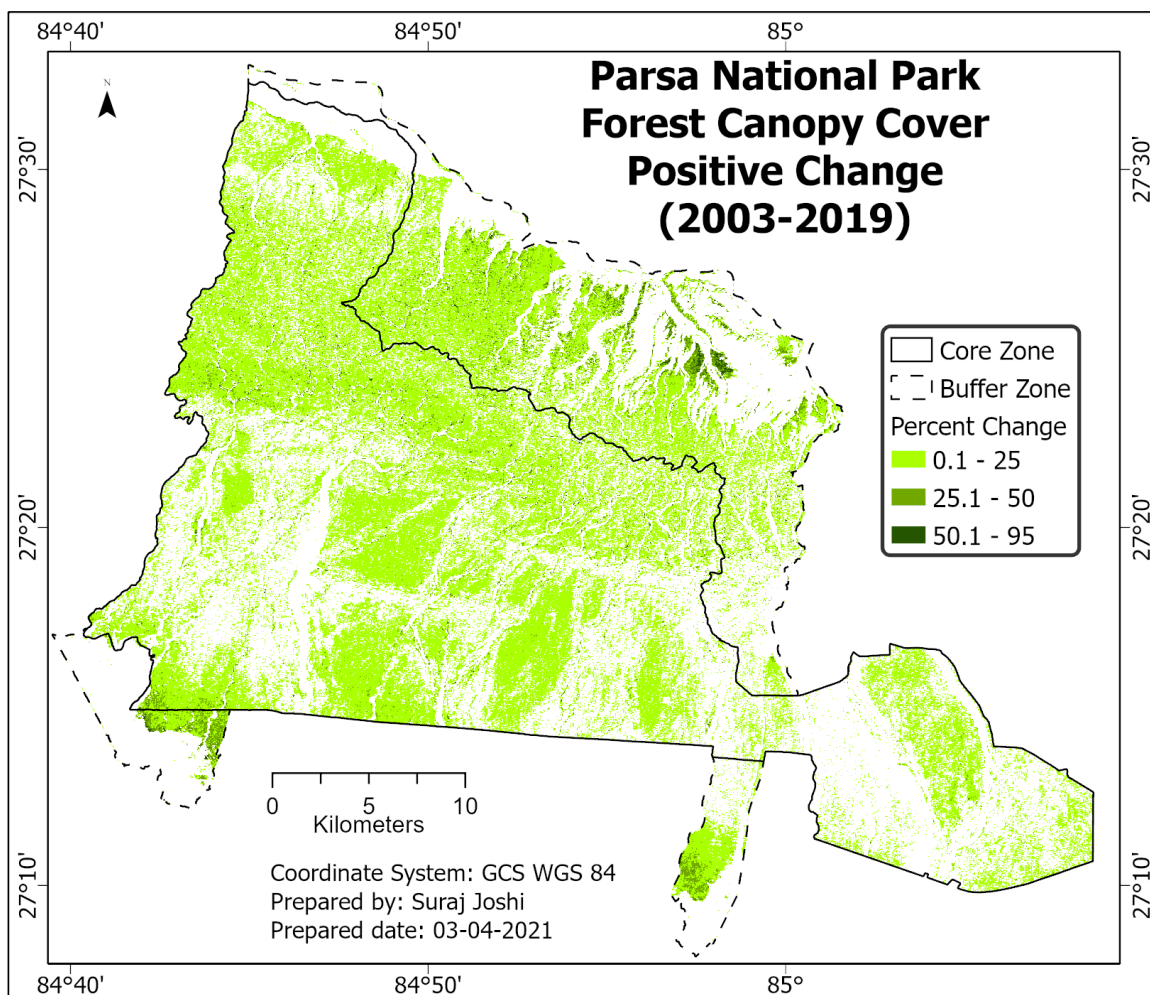 84°40'
84°50'
85°
Parsa National Park
Forest Canopy Cover
Positive Change
(2003-2019)
N
27°30'
27°30'
Core Zone
Buffer Zone
Percent Change
0.1 - 25
25.1 - 50
50.1 - 95
27°20'
27°20'
0 5 10
Kilometers
Coordinate System: GCS WGS 84
Prepared by: Suraj Joshi
Prepared date: 03-04-2021
27°10'
27°10'
84°40'
84°50'
85°